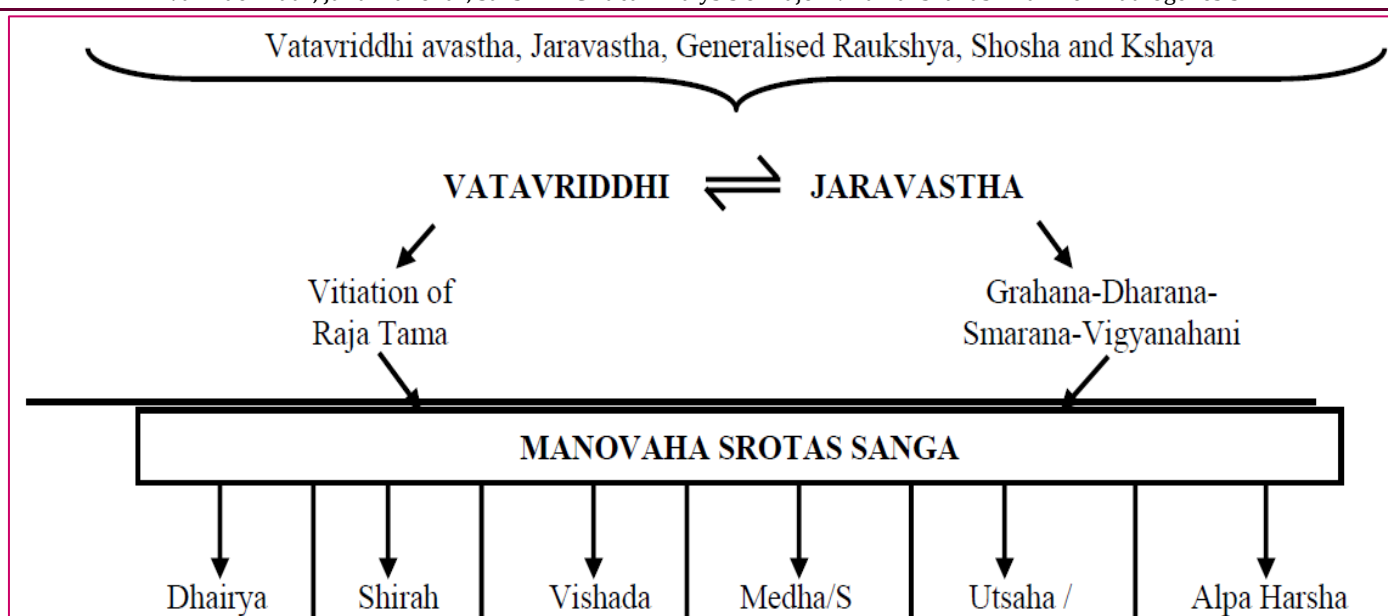 Vatavriddhi avastha, Jaravastha, Generalised Raukshya, Shosha and Kshaya
VATAVRIDDHI JARAVASTHA
Vitiation of
Raja Tama
Grahana-Dharana-
Smarana-Vigyanahani
MANOVAHA SROTAS SANGA
Dhairya Shirah Vishada Medha/S Utsaha / Alpa Harsha